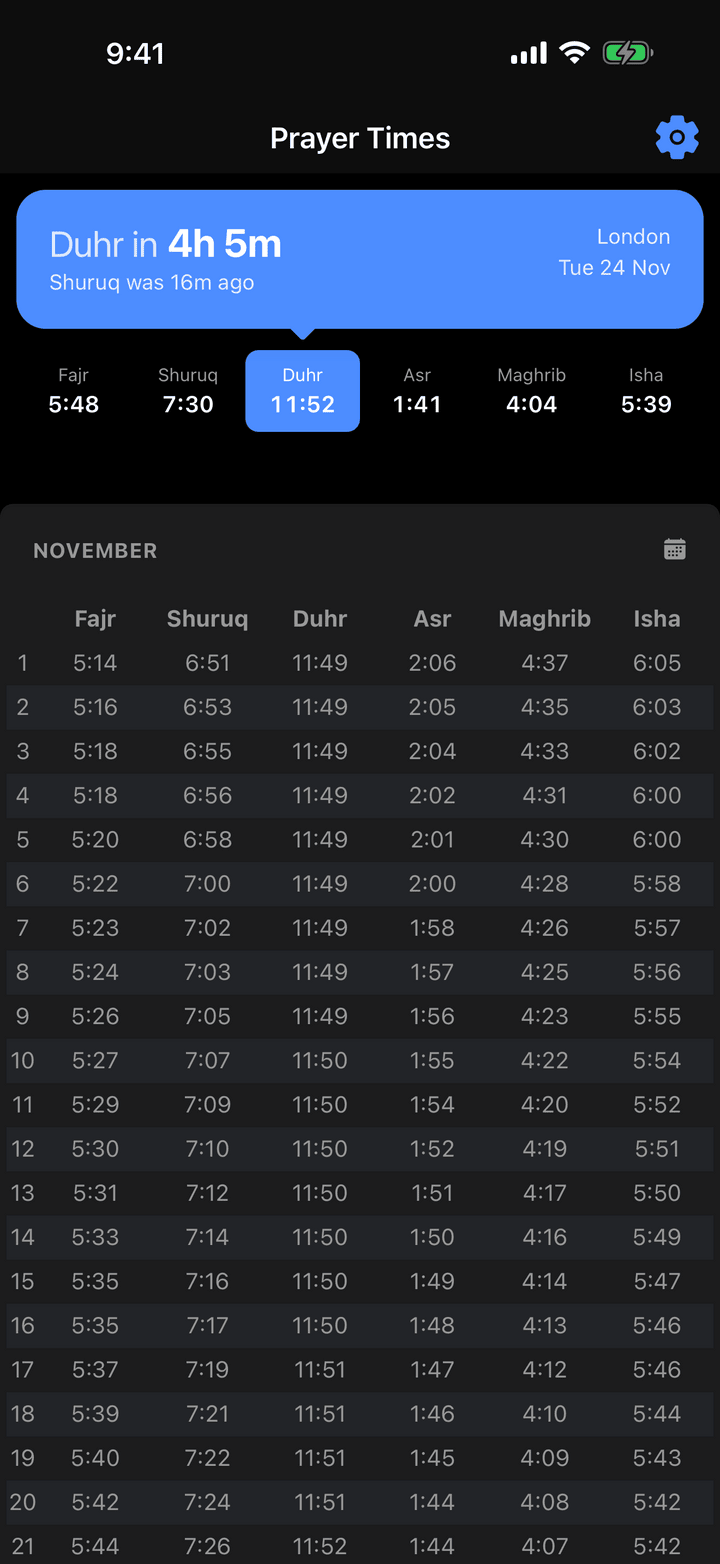 9:41
Prayer Times
Duhr in 4h 5m
Shuruq was 16m ago
London
Tue 24 Nov
Fajr Shuruq Duhr Asr Maghrib Isha
5:48 7:30 11:52 1:41 4:04 5:39
NOVEMBER
Fajr Shuruq Duhr Asr Maghrib Isha
1 5:14 6:51 11:49 2:06 4:37 6:05
2 5:16 6:53 11:49 2:05 4:35 6:03
3 5:18 6:55 11:49 2:04 4:33 6:02
4 5:18 6:56 11:49 2:02 4:31 6:00
5 5:20 6:58 11:49 2:01 4:30 6:00
6 5:22 7:00 11:49 2:00 4:28 5:58
7 5:23 7:02 11:49 1:58 4:26 5:57
8 5:24 7:03 11:49 1:57 4:25 5:56
9 5:26 7:05 11:49 1:56 4:23 5:55
10 5:27 7:07 11:50 1:55 4:22 5:54
11 5:29 7:09 11:50 1:54 4:20 5:52
12 5:30 7:10 11:50 1:52 4:19 5:51
13 5:31 7:12 11:50 1:51 4:17 5:50
14 5:33 7:14 11:50 1:50 4:16 5:49
15 5:35 7:16 11:50 1:49 4:14 5:47
16 5:35 7:17 11:50 1:48 4:13 5:46
17 5:37 7:19 11:51 1:47 4:12 5:46
18 5:39 7:21 11:51 1:46 4:10 5:44
19 5:40 7:22 11:51 1:45 4:09 5:43
20 5:42 7:24 11:51 1:44 4:08 5:42
21 5:44 7:26 11:52 1:44 4:07 5:42